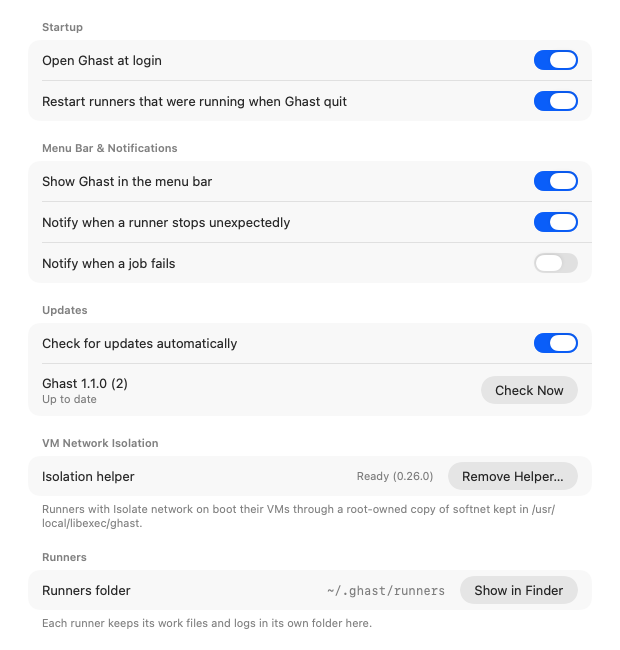 Startup
Open Ghast at login
Restart runners that were running when Ghast quit
Menu Bar & Notifications
Show Ghast in the menu bar
Notify when a runner stops unexpectedly
Notify when a job fails
Updates
Check for updates automatically
Ghast 1.1.0 (2)
Up to date
Check Now
VM Network Isolation
Isolation helper
Ready (0.26.0)
Remove Helper…
Runners with Isolate network on boot their VMs through a root-owned copy of softnet kept in /usr/
local/libexec/ghast.
Runners
Runners folder
~/.ghast/runners
Show in Finder
Each runner keeps its work files and logs in its own folder here.